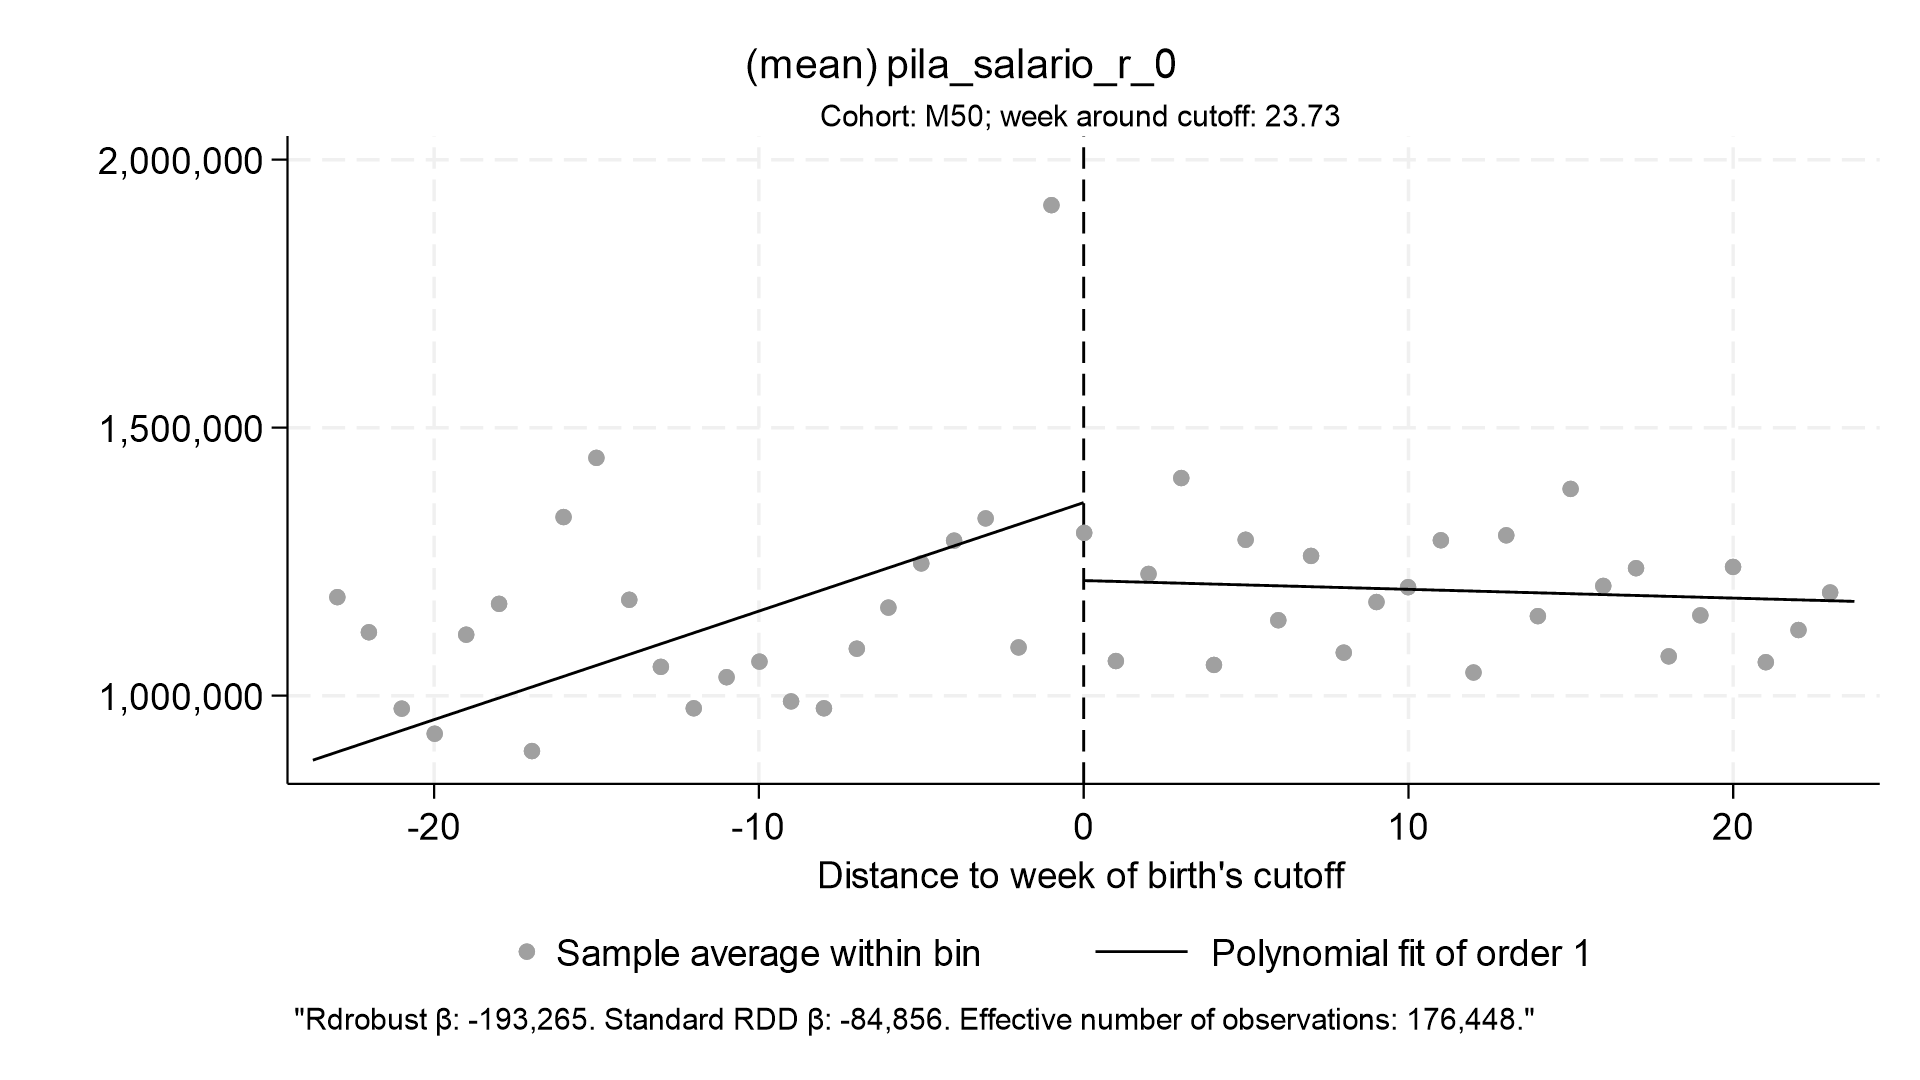 (mean) pila_salario_r_0
Cohort: M50; week around cutoff: 23.73
2,000,000
1,500,000
1,000,000
-20 -10 0 10 20
Distance to week of birth's cutoff
Sample average within bin Polynomial fit of order 1
"Rdrobust β: -193,265. Standard RDD β: -84,856. Effective number of observations: 176,448."